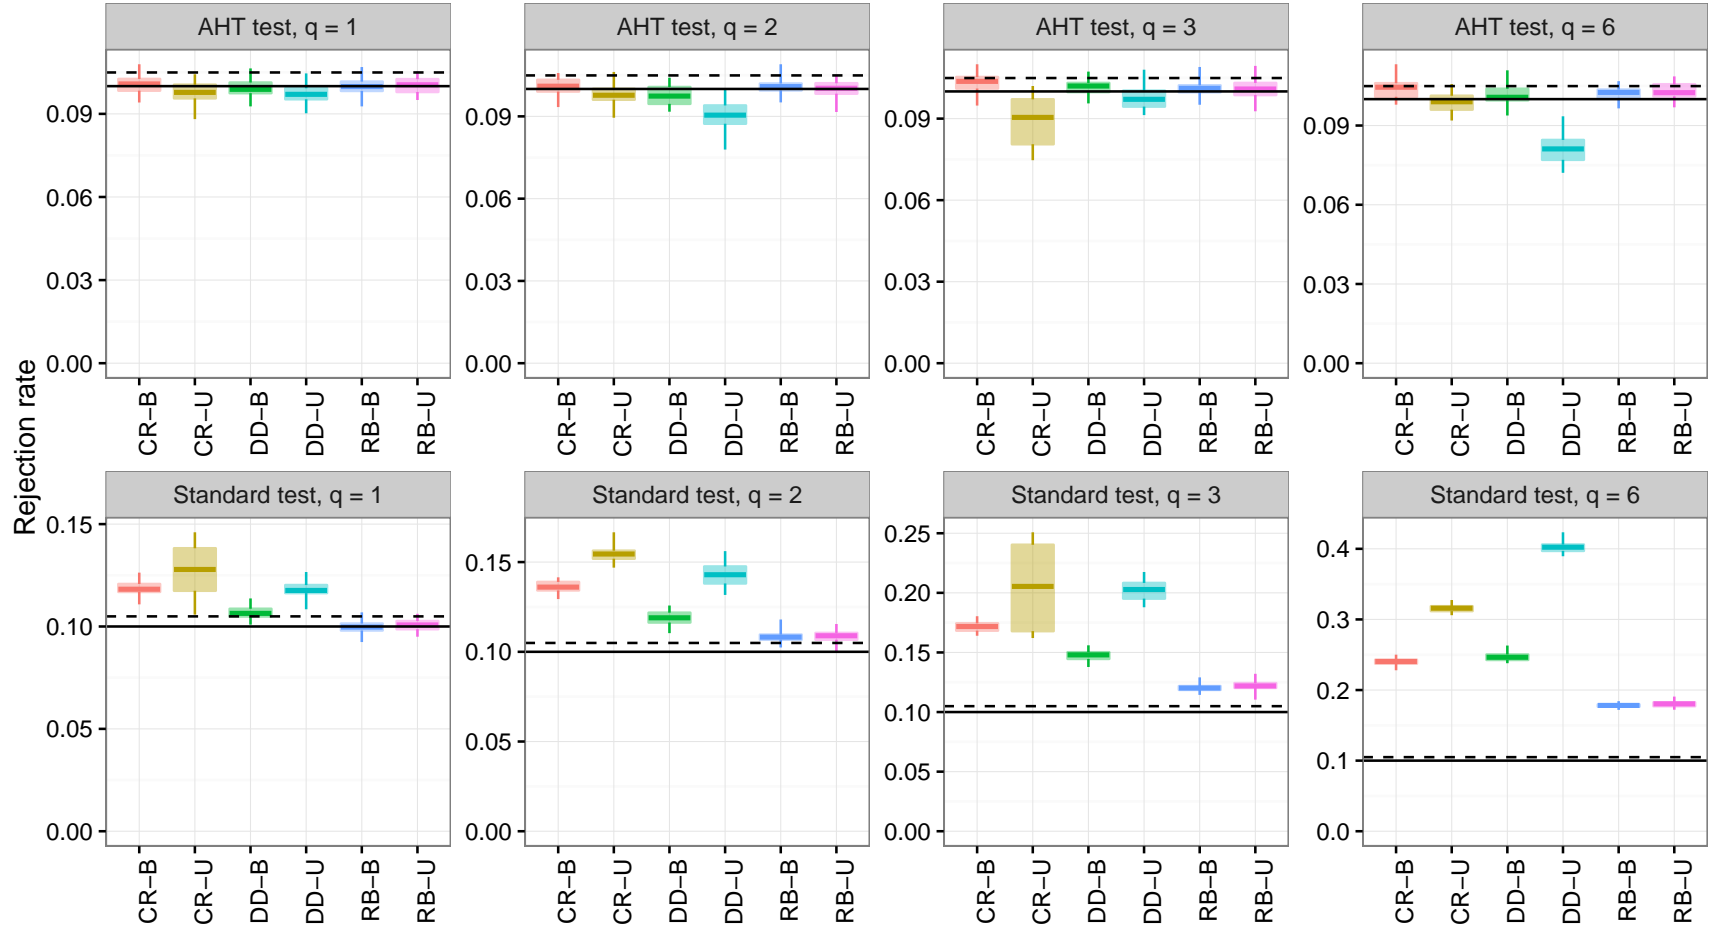 Rejection rate
AHT test, q = 1
0.09
0.06
0.03
0.00
CR−B
CR−U
DD−B
DD−U
RB−B
RB−U
AHT test, q = 2
0.09
0.06
0.03
0.00
CR−B
CR−U
DD−B
DD−U
RB−B
RB−U
AHT test, q = 3
0.09
0.06
0.03
0.00
CR−B
CR−U
DD−B
DD−U
RB−B
RB−U
AHT test, q = 6
0.09
0.06
0.03
0.00
CR−B
CR−U
DD−B
DD−U
RB−B
RB−U
Standard test, q = 1
0.15
0.10
0.05
0.00
CR−B
CR−U
DD−B
DD−U
RB−B
RB−U
Standard test, q = 2
0.15
0.10
0.05
0.00
CR−B
CR−U
DD−B
DD−U
RB−B
RB−U
Standard test, q = 3
0.25
0.20
0.15
0.10
0.05
0.00
CR−B
CR−U
DD−B
DD−U
RB−B
RB−U
Standard test, q = 6
0.4
0.3
0.2
0.1
0.0
CR−B
CR−U
DD−B
DD−U
RB−B
RB−U